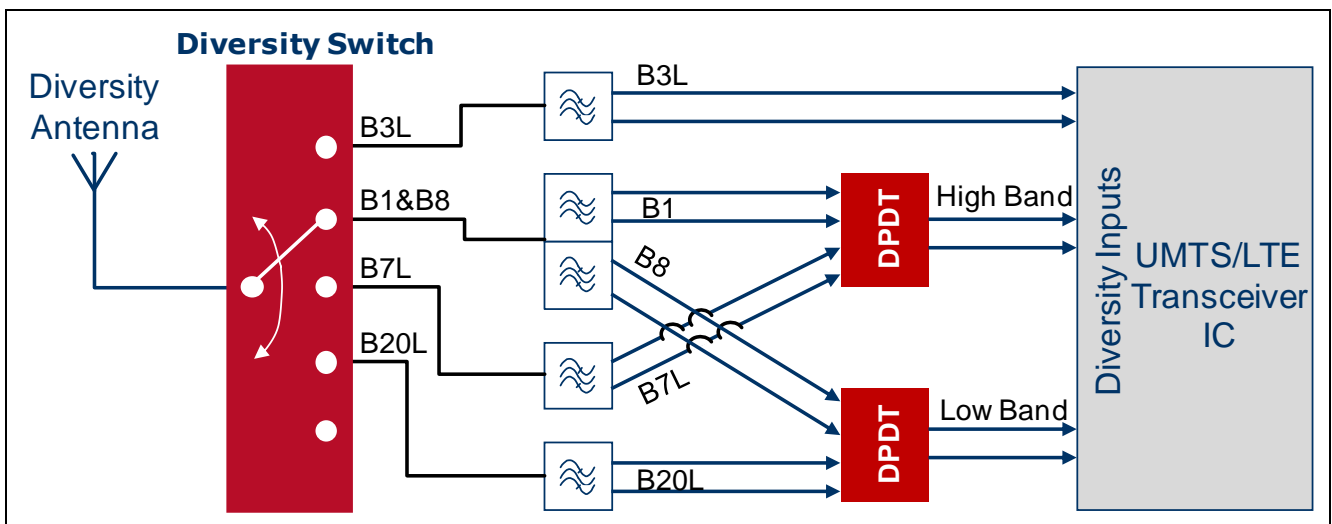 Diversity Switch
Diversity
Antenna
B3L
B1&B8
B7L
B20L
B3L
B1
B8
B7L
B20L
DPDT
DPDT
High Band
Low Band
Diversity Inputs
UMTS/LTE
Transceiver
IC